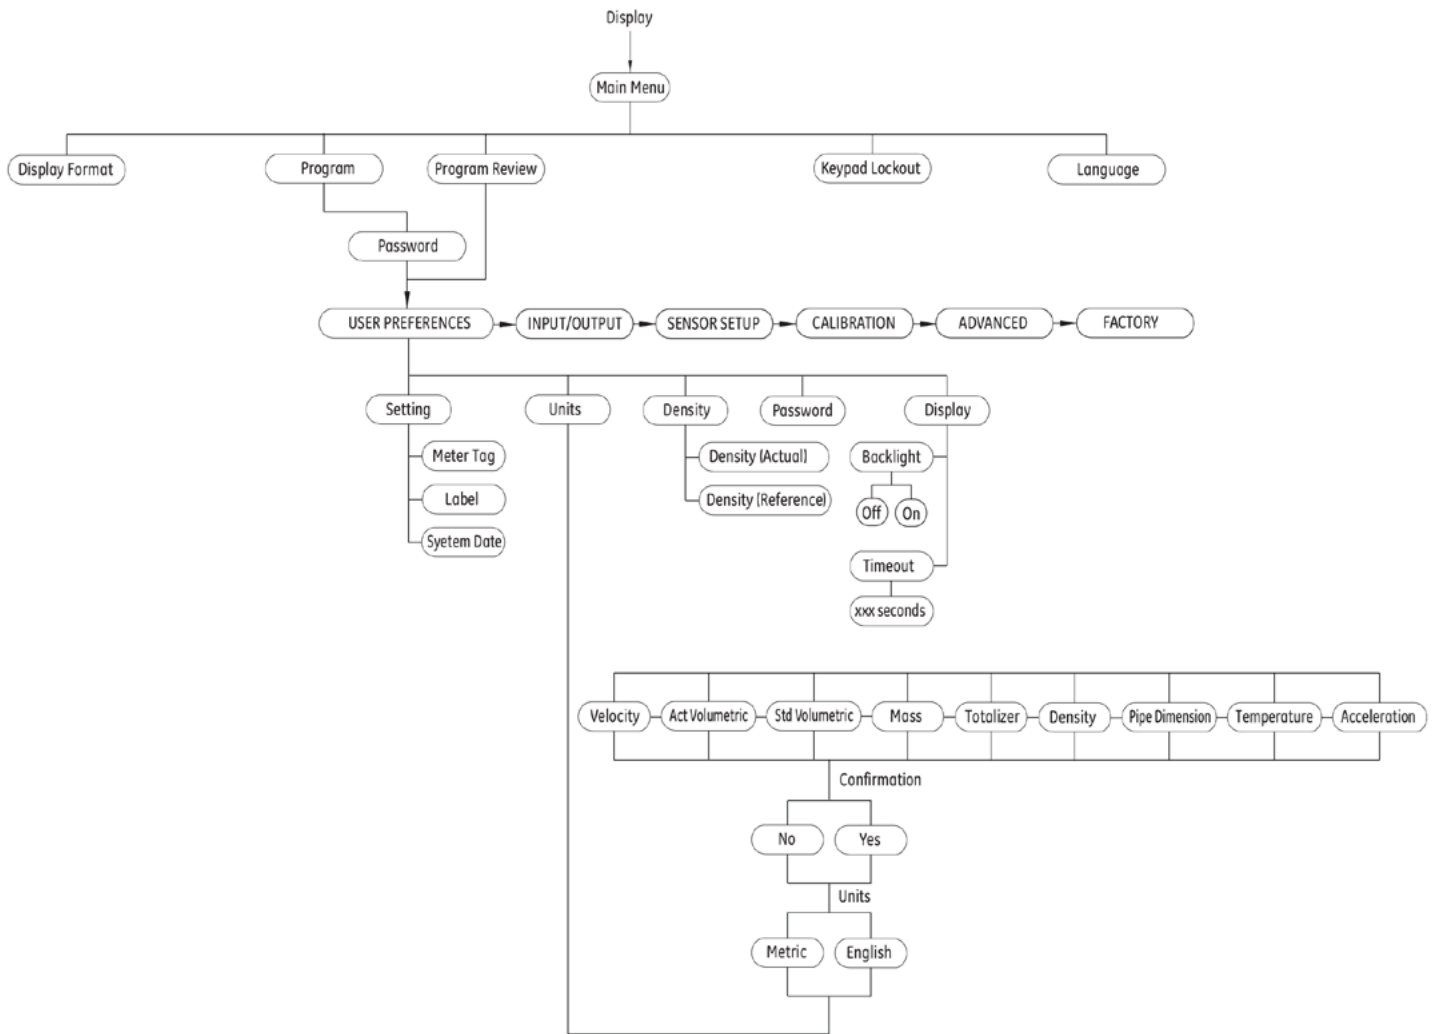 Display
Main Menu
Display Format
Program
Program Review
Keypad Lockout
Language
Password
USER PREFERENCES
INPUT/OUTPUT
SENSOR SETUP
CALIBRATION
ADVANCED
FACTORY
Setting
Units
Density
Password
Display
Meter Tag
Density (Actual)
Backlight
Label
Density (Reference)
Off
On
Syetem Date
Timeout
xxx seconds
Velocity
Act Volumetric
Std Volumetric
Mass
Totalizer
Density
Pipe Dimension
Temperature
Acceleration
Confirmation
No
Yes
Units
Metric
English